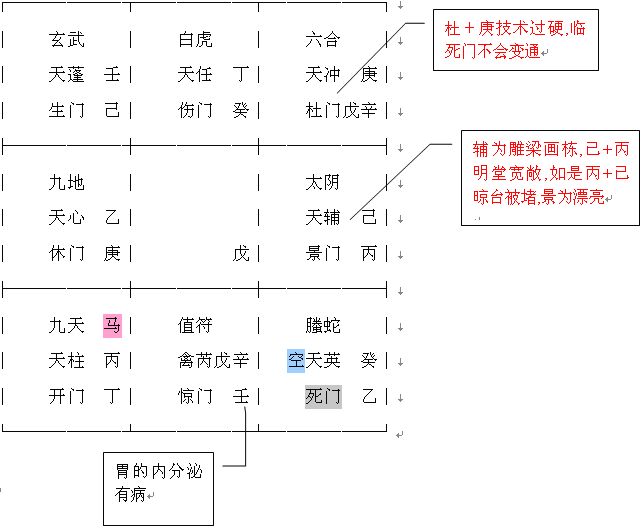 玄武 白虎 六合
天蓬 壬 天任 丁 天冲 庚
生门 己 伤门 癸 杜门戊辛
杜＋庚技术过硬,临
死门不会变通
九地 太阴
天心 乙 天辅 己
休门 庚 戊 景门 丙
辅为雕梁画栋,己+丙
明堂宽敞,如是丙+己
晾台被堵,景为漂亮
九天 马 值符 螣蛇
天柱 丙 禽芮戊辛 空天英 癸
开门 丁 惊门 壬 死门 乙
胃的内分泌
有病